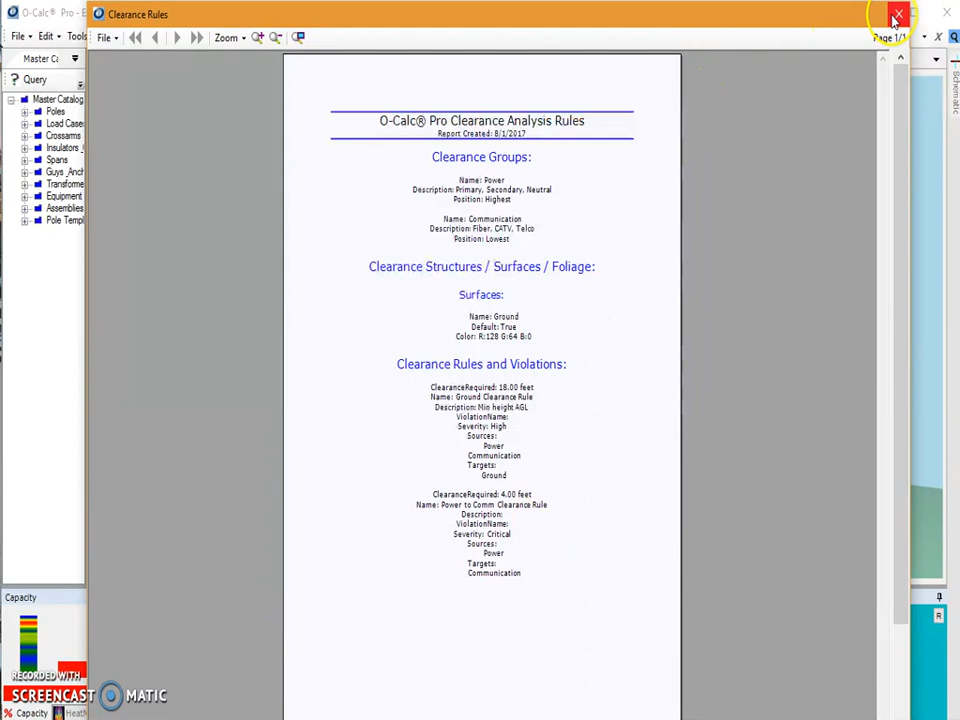 O-Calc® Pro - E
Clearance Rules
File Edit Tools
File Zoom Page 1/1
Master Ca
Query
Master Catalog
Poles
Load Case
Crossarms
Insulators_
Spans
Guys _Anch
Transforme
Equipment
Assemblies
Pole Templ
Schematic
O-Calc® Pro Clearance Analysis Rules
Report Created: 8/1/2017
Clearance Groups:
Name: Power
Description: Primary, Secondary, Neutral
Position: Highest
Name: Communication
Description: Fiber, CATV, Telco
Position: Lowest
Clearance Structures / Surfaces / Foliage:
Surfaces:
Name: Ground
Default: True
Color: R:128 G:64 B:0
Clearance Rules and Violations:
ClearanceRequired: 18.00 feet
Name: Ground Clearance Rule
Description: Min height AGL
ViolationName:
Severity: High
Sources:
Power
Communication
Targets:
Ground
ClearanceRequired: 4.00 feet
Name: Power to Comm Clearance Rule
Description:
ViolationName:
Severity: Critical
Sources:
Power
Targets:
Communication
Capacity
R
RECORDED WITH
SCREENCAST MATIC
% Capacity HeatM